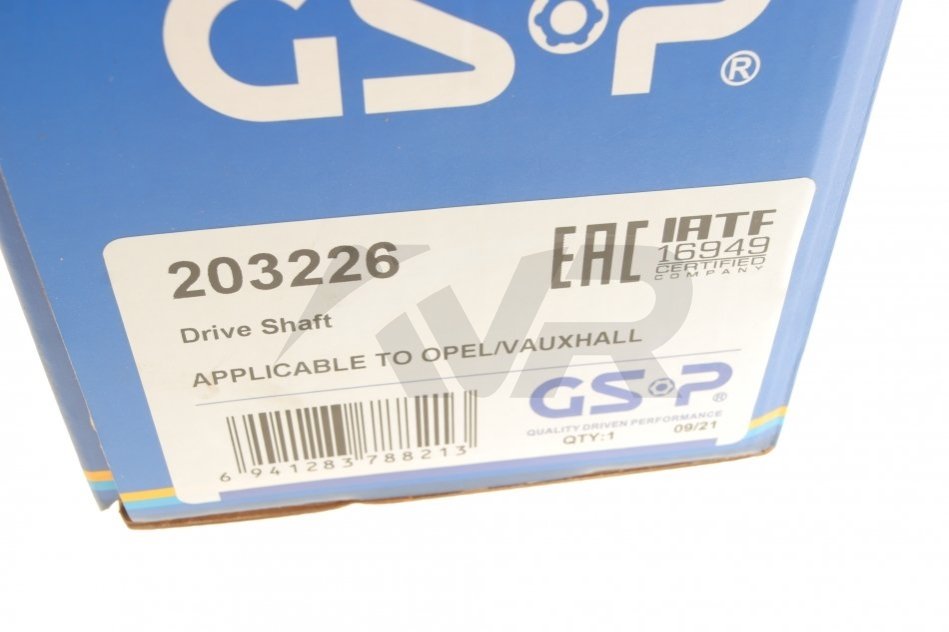 GSP®
203226
EAC
IATF
16949
CERTIFIED
COMPANY
Drive Shaft
APPLICABLE TO OPEL/VAUXHALL
VR
GSP®
QUALITY DRIVEN PERFORMANCE
QTY:1 09/21
6 941283 788213